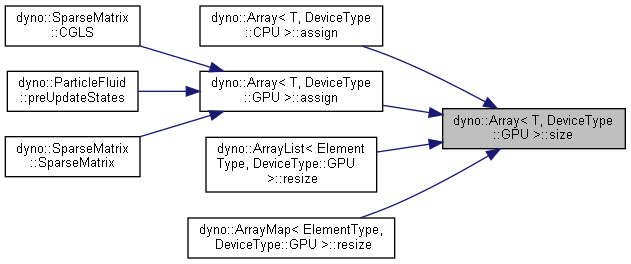 dyno::SparseMatrix
::CGLS
dyno::Array< T, DeviceType
::CPU >::assign
dyno::ParticleFluid
::preUpdateStates
dyno::Array< T, DeviceType
::GPU >::assign
dyno::Array< T, DeviceType
::GPU >::size
dyno::SparseMatrix
::SparseMatrix
dyno::ArrayList< Element
Type, DeviceType::GPU
>::resize
dyno::ArrayMap< ElementType,
DeviceType::GPU >::resize